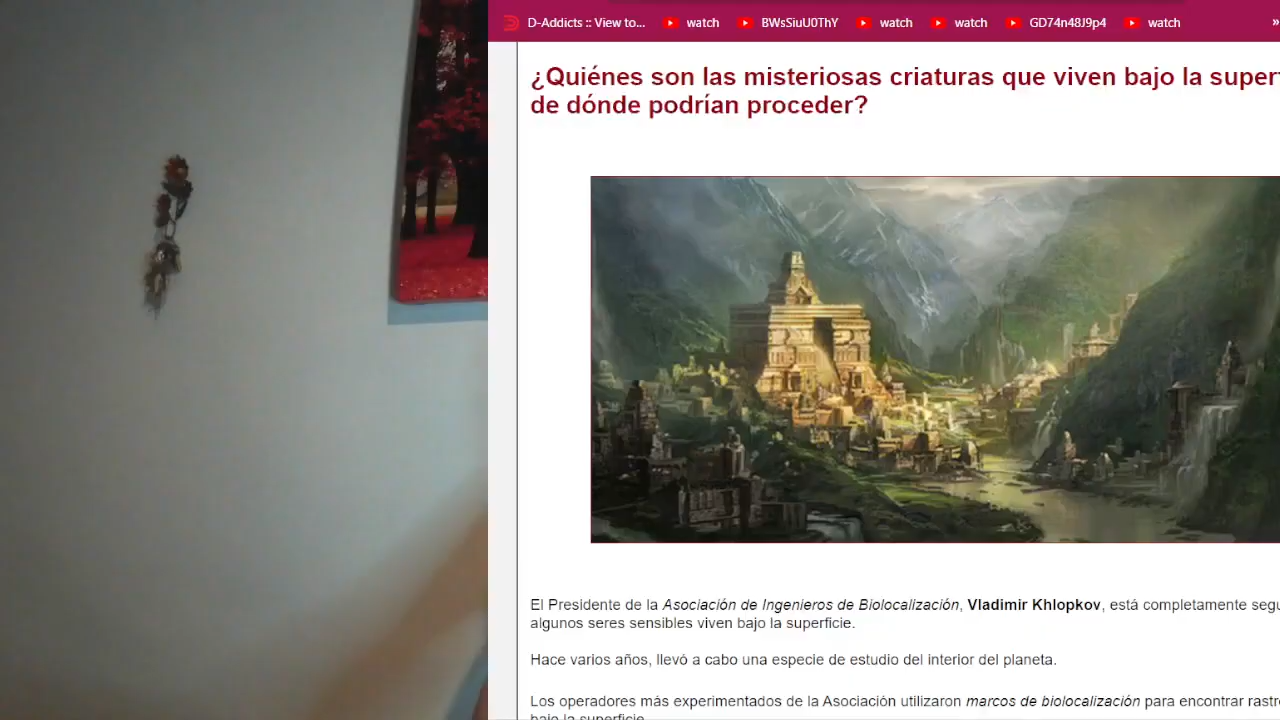 D-Addicts :: View to... watch BWsSiuU0ThY watch watch GD74n48J9p4 watch »
¿Quiénes son las misteriosas criaturas que viven bajo la
de dónde podrían proceder?
El Presidente de la Asociación de Ingenieros de Biolocalización, Vladimir Khlopkov, está completamente
algunos seres sensibles viven bajo la superficie.
Hace varios años, llevó a cabo una especie de estudio del interior del planeta.
Los operadores más experimentados de la Asociación utilizaron marcos de biolocalización para encontrar
bajo la superficie